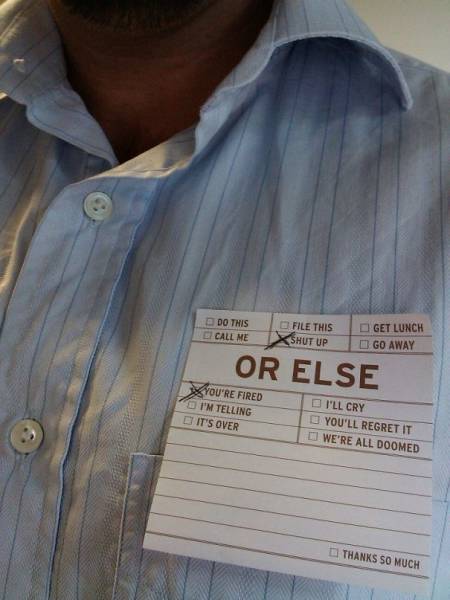 DO THIS FILE THIS GET LUNCH
CALL ME SHUT UP GO AWAY
OR ELSE
YOU'RE FIRED I'LL CRY
I'M TELLING YOU'LL REGRET IT
IT'S OVER WE'RE ALL DOOMED
THANKS SO MUCH